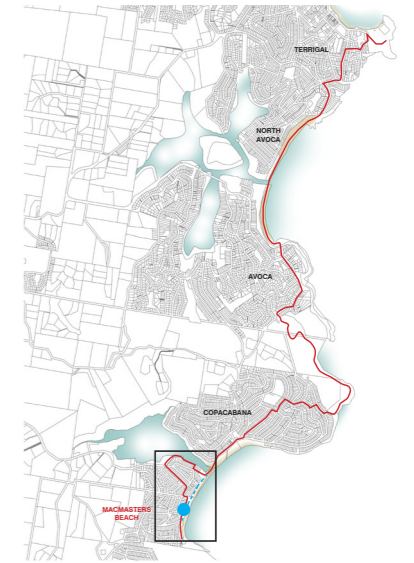 TERRIGAL
NORTH
AVOCA
AVOCA
COPACABANA
MACMASTERS
BEACH